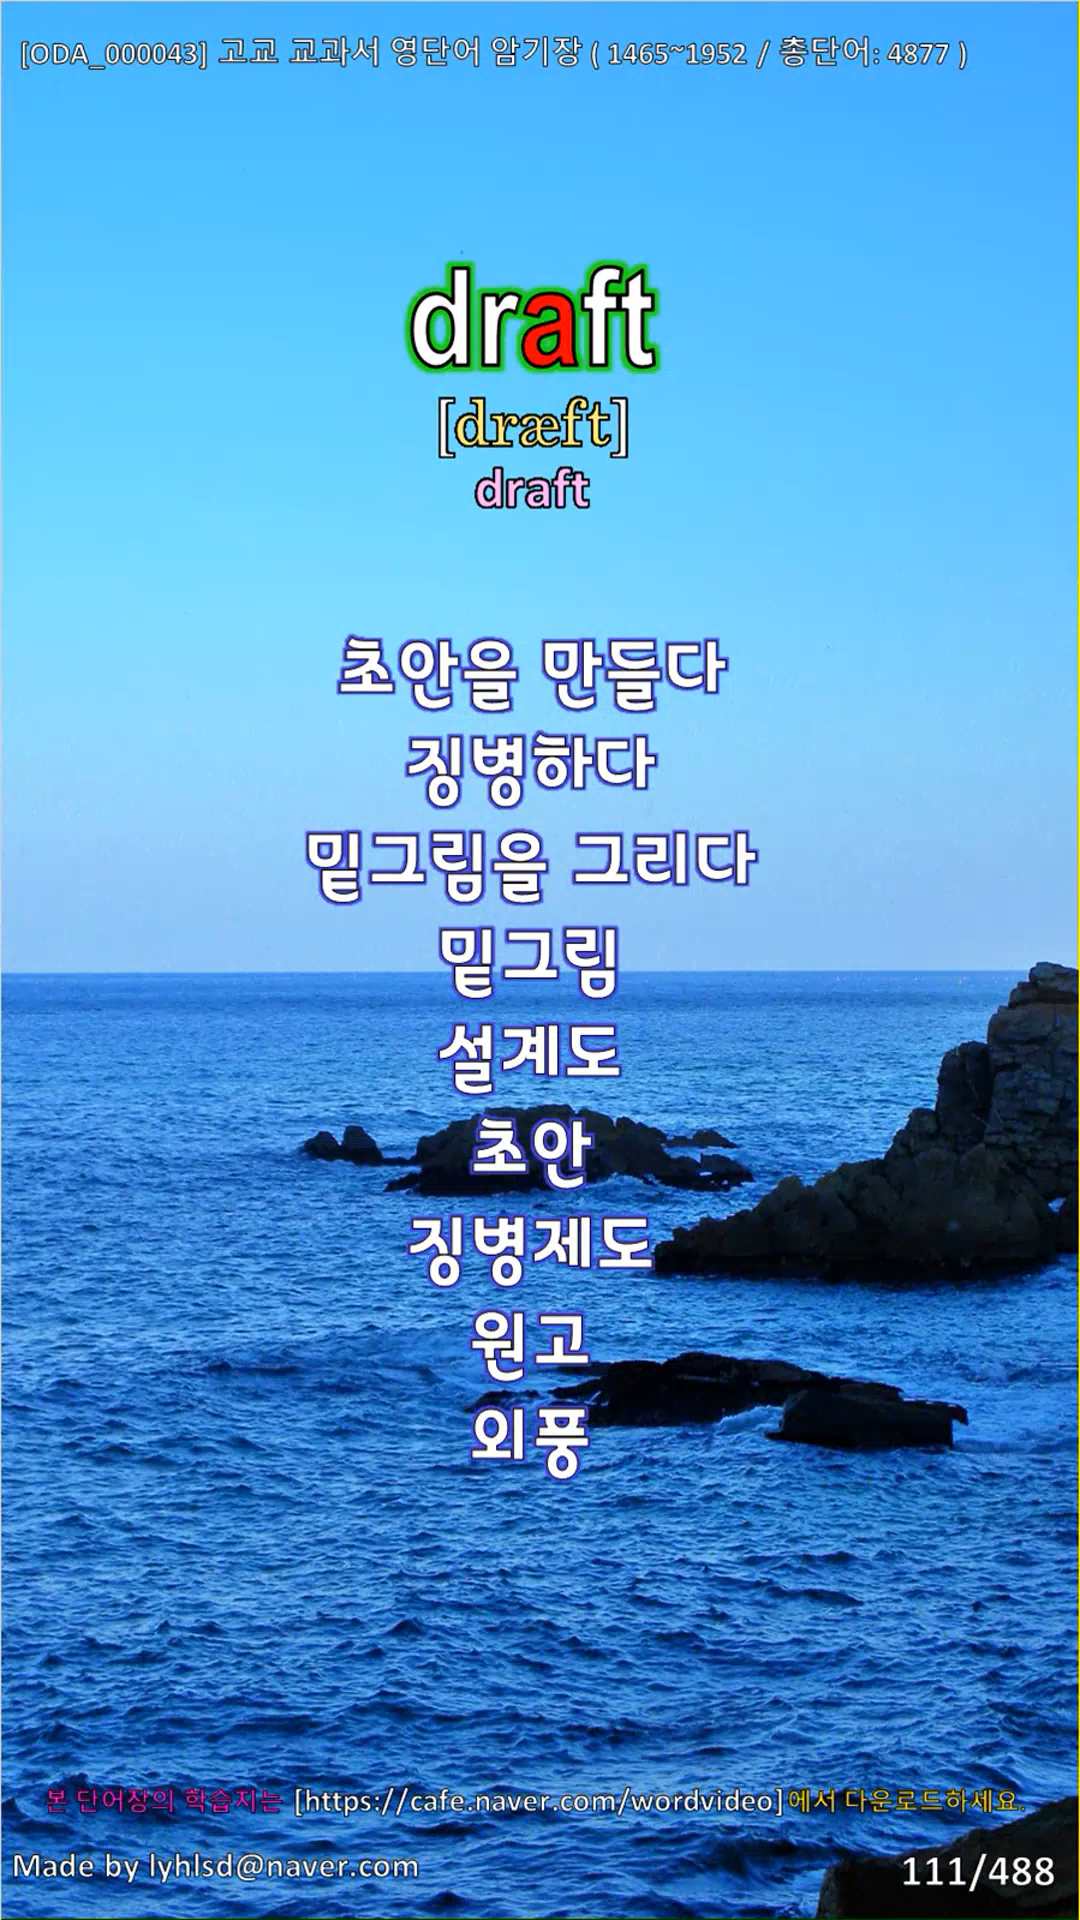 [ODA_000043] 고교 교과서 영단어 암기장 ( 1465~1952 / 총단어: 4877 )
draft
[dræft]
draft
초안을 만들다
징병하다
밑그림을 그리다
밑그림
설계도
초안
징병제도
원고
외풍
본 단어장의 학습지는 [https://cafe.naver.com/wordvideo]에서 다운로드하세요.
Made by lyhlsd@naver.com
111/488